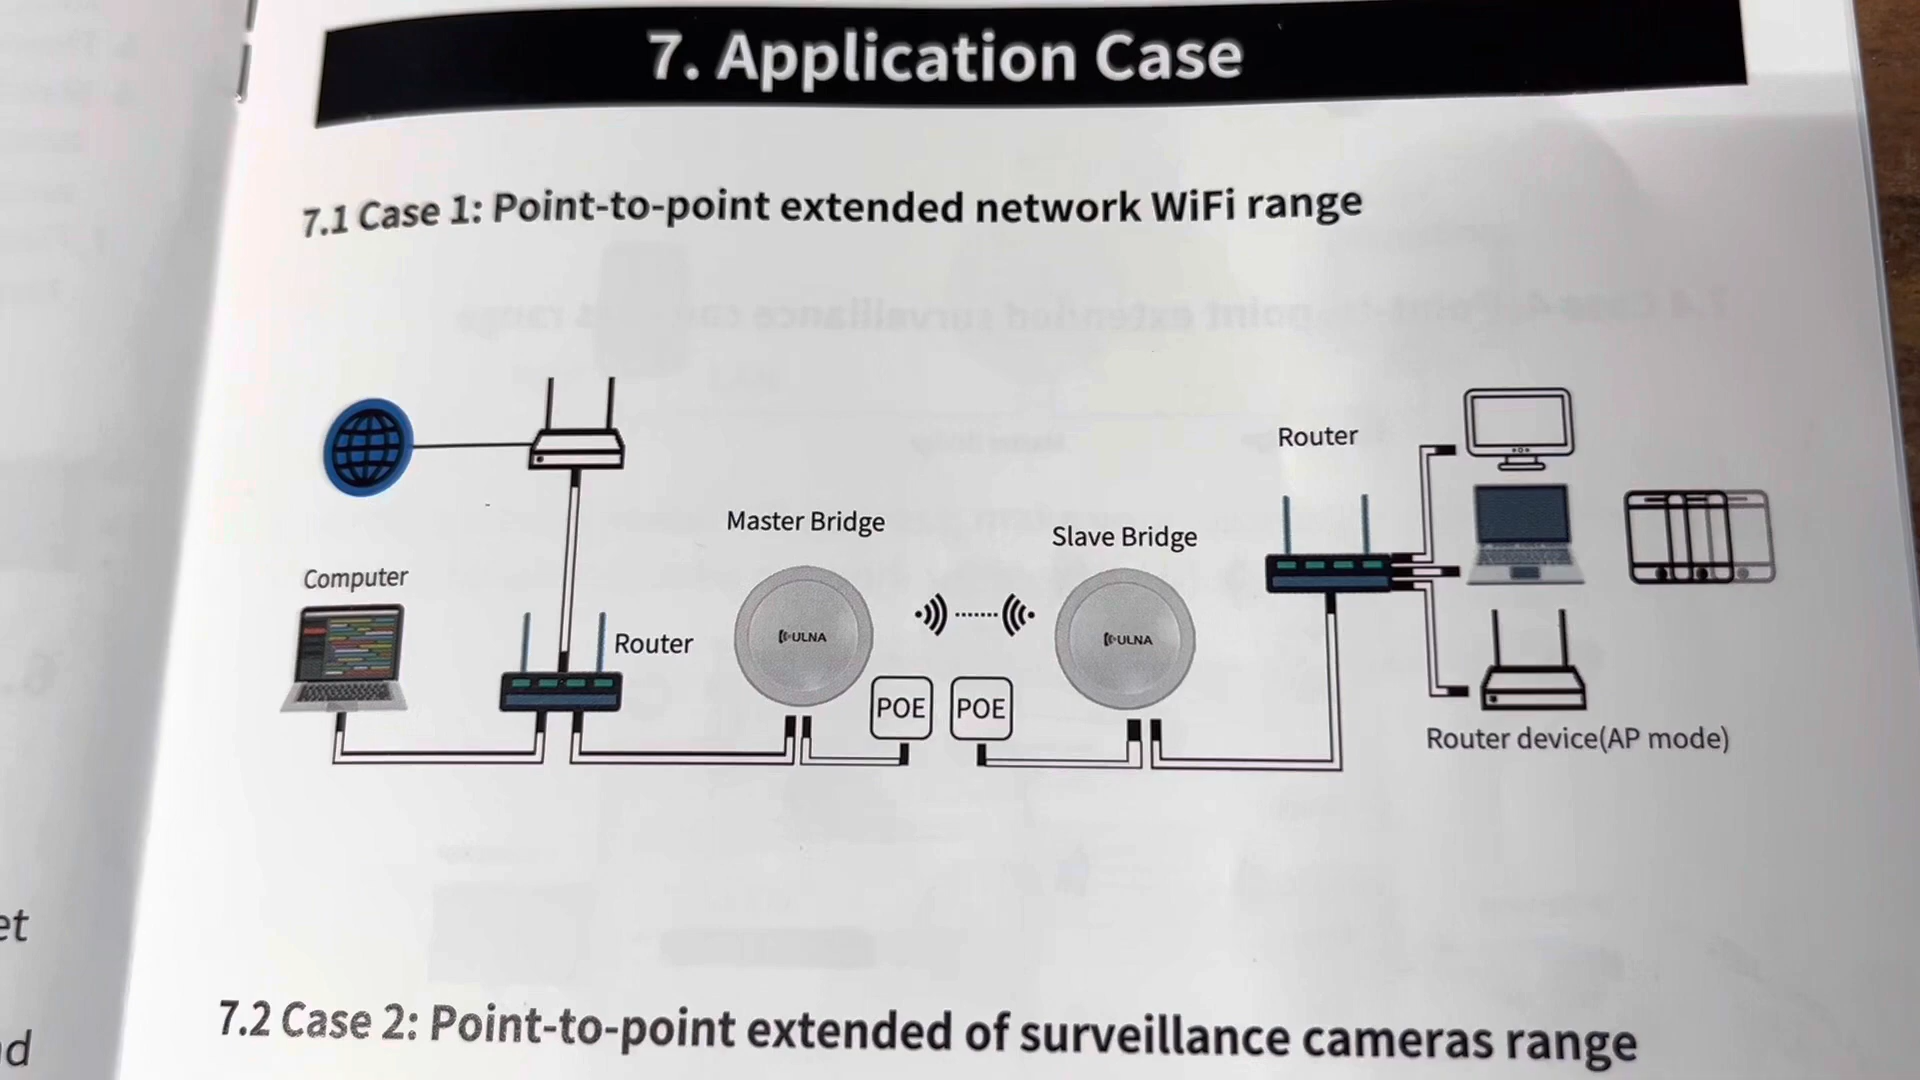 7. Application Case
7.1 Case 1: Point-to-point extended network WiFi range
Router
Master Bridge
Slave Bridge
Computer
Router
ULNA
ULNA
POE
POE
Router device(AP mode)
et
7.2 Case 2: Point-to-point extended of surveillance cameras range